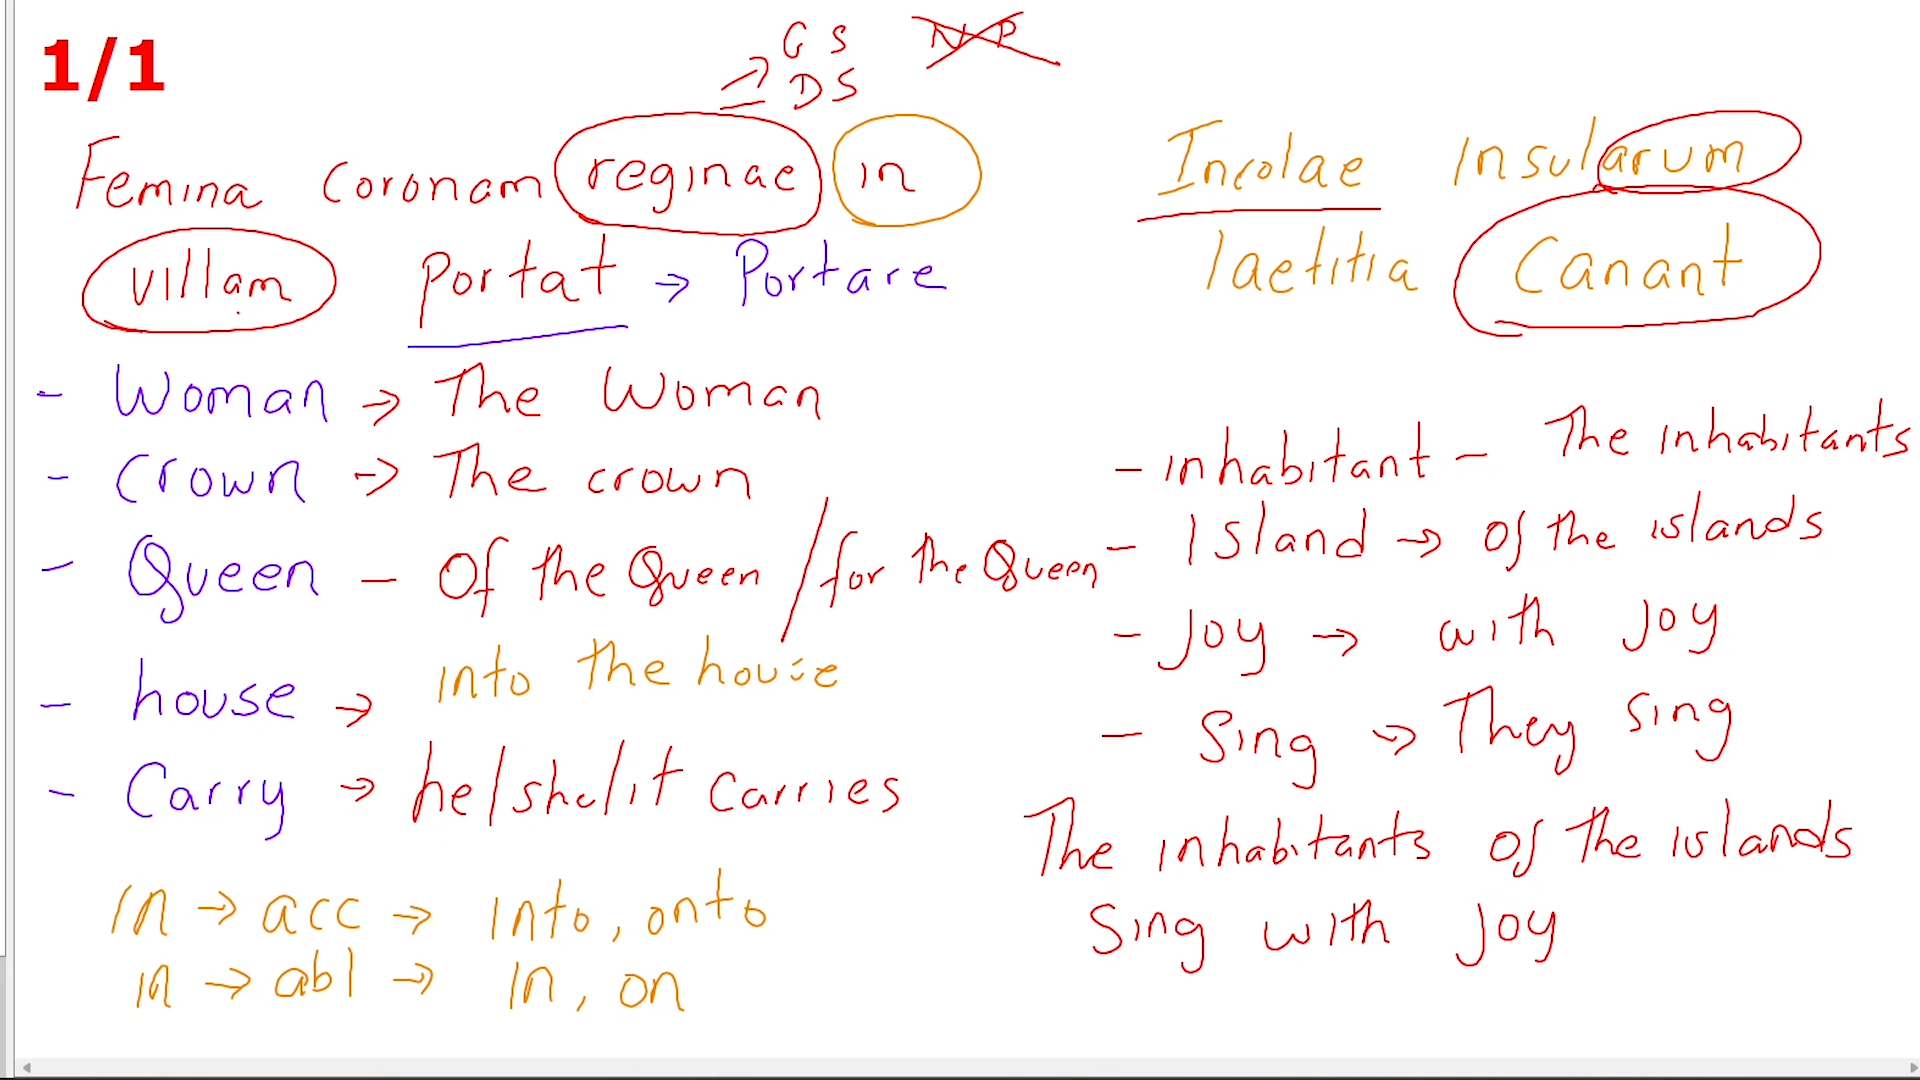 1/1
G S
D S
N P
Femina coronam reginae in
villam portat → Portare
- Woman → The Woman
- Crown → The crown
- Queen - Of the Queen / for the Queen
- house → into the house
- Carry → he/she/it carries
in → acc → into, onto
in → abl → in, on
Incolae insularum
laetitia Canant
- inhabitant - The inhabitants
- Island → of the islands
- Joy → with joy
- Sing → They sing
The inhabitants of the islands
Sing with joy